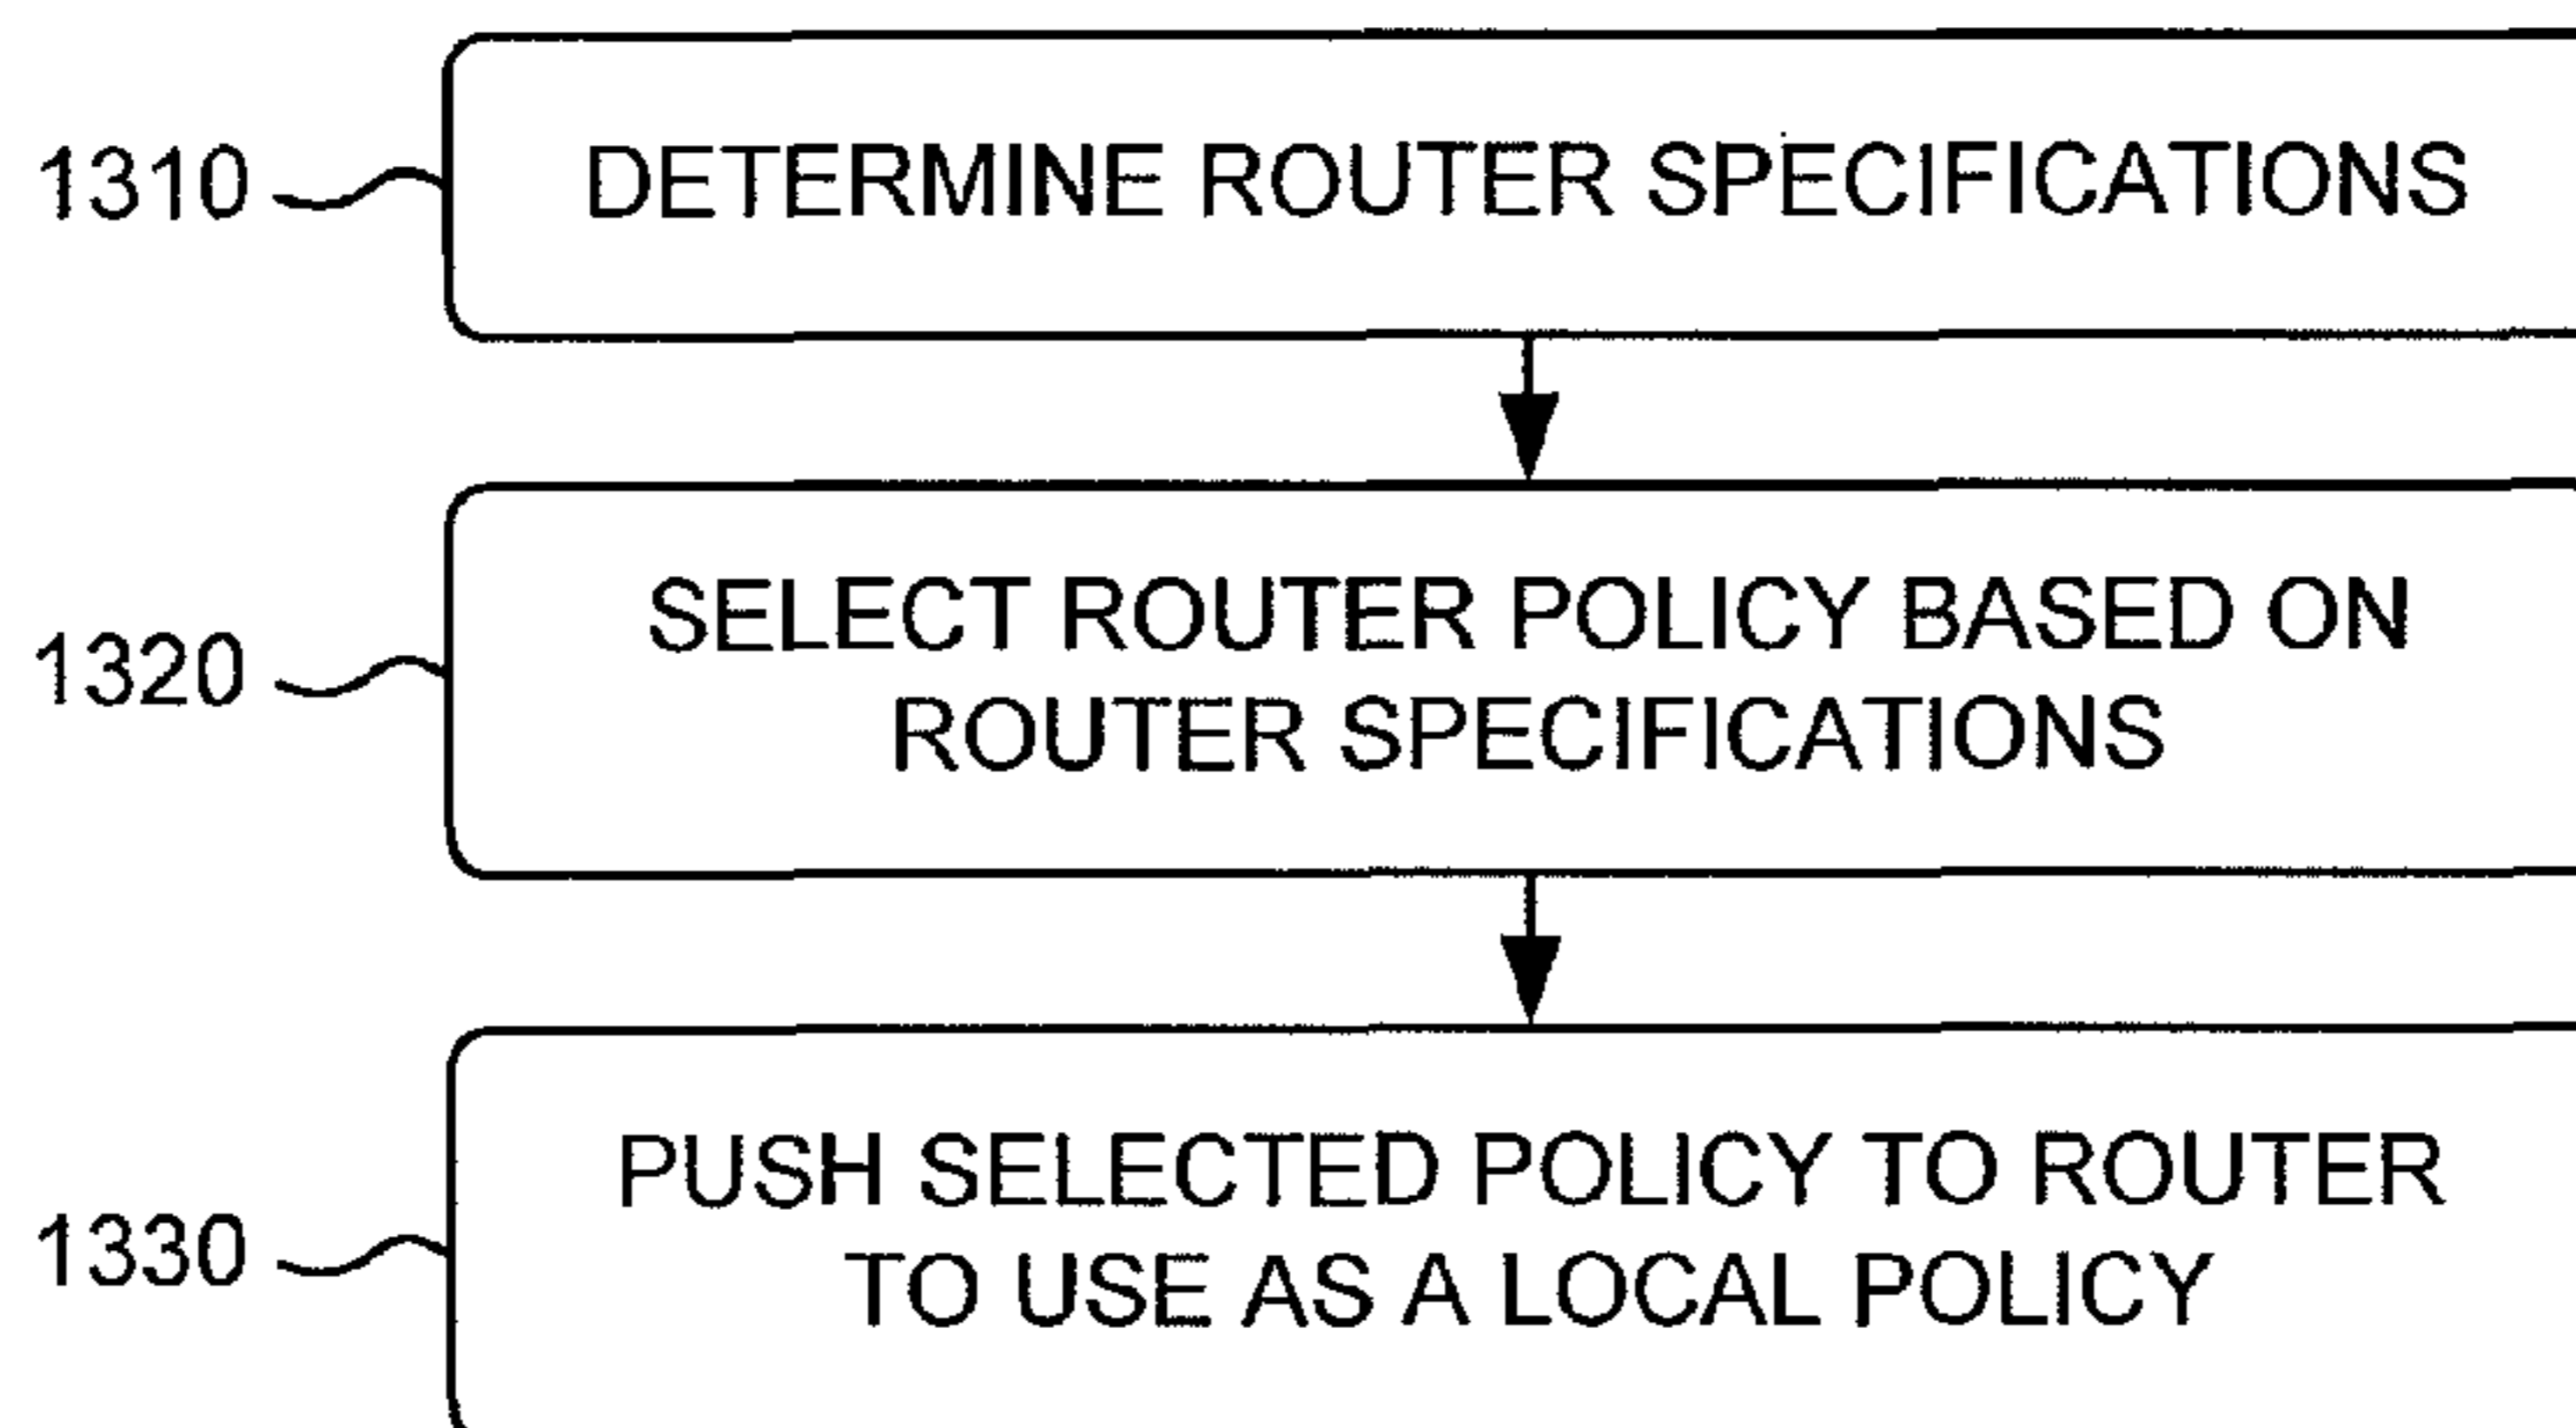 1310
DETERMINE ROUTER SPECIFICATIONS
1320
SELECT ROUTER POLICY BASED ON
ROUTER SPECIFICATIONS
1330
PUSH SELECTED POLICY TO ROUTER
TO USE AS A LOCAL POLICY